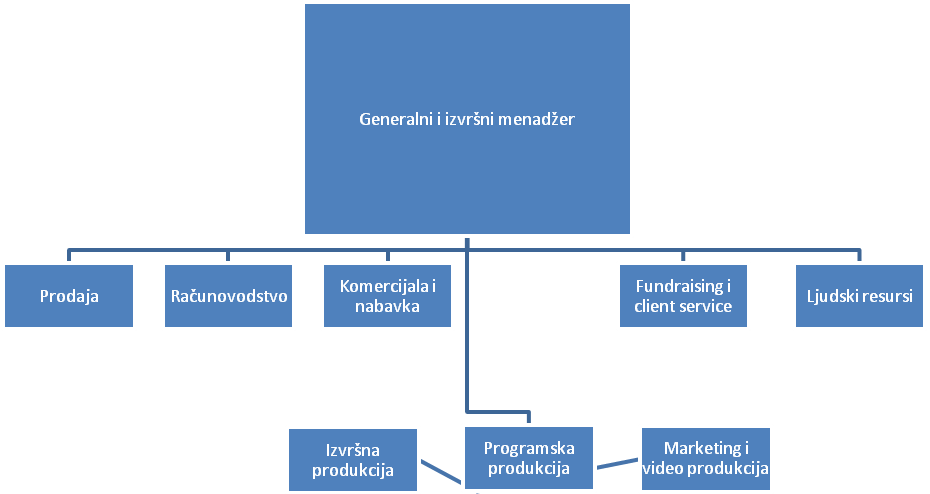 Generalni i izvršni menadžer
Prodaja
Računovodstvo
Komercijala i
nabavka
Fundraising i
client service
Ljudski resursi
Izvršna
produkcija
Programska
produkcija
Marketing i
video produkcija